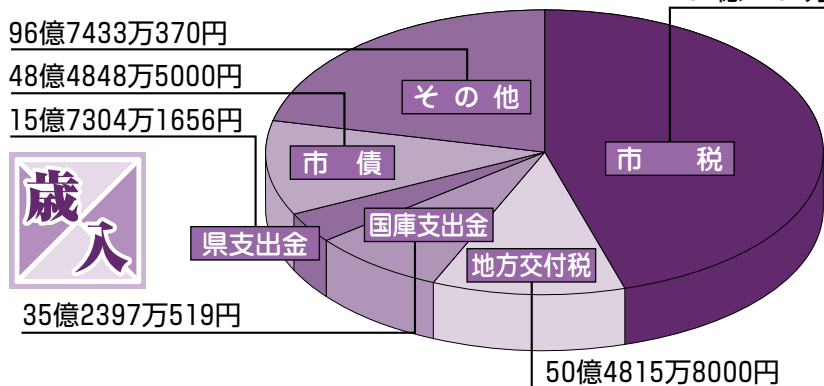 96億7433万370円
48億4848万5000円
15億7304万1656円
その他
市債
市税
歳入
国庫支出金
県支出金
地方交付税
35億2397万519円
50億4815万8000円